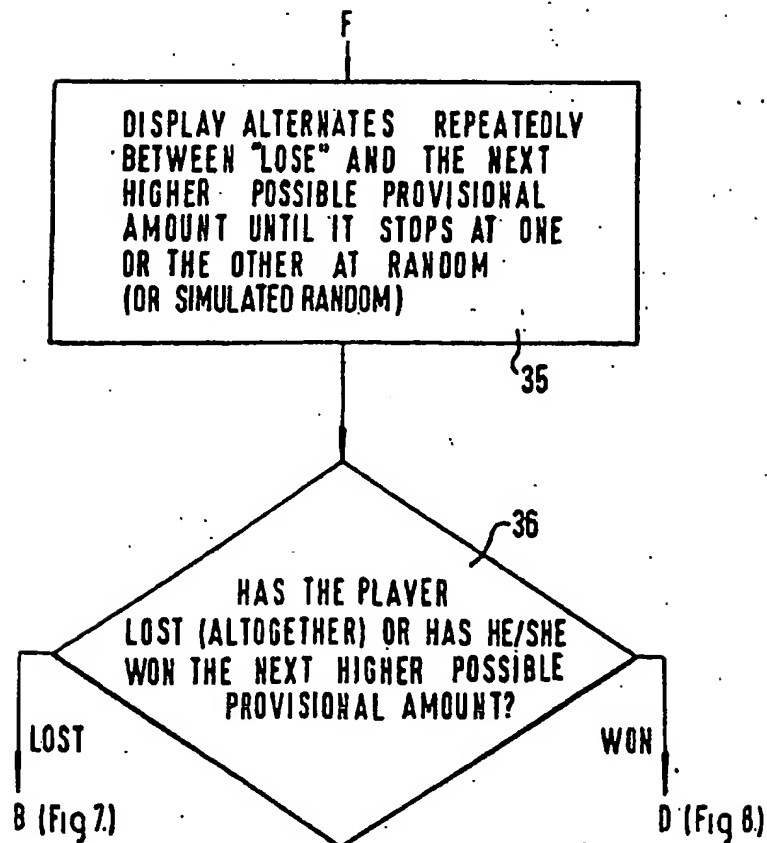 F
DISPLAY ALTERNATES REPEATEDLY
BETWEEN "LOSE" AND THE NEXT
HIGHER POSSIBLE PROVISIONAL
AMOUNT UNTIL IT STOPS AT ONE
OR THE OTHER AT RANDOM
(OR SIMULATED RANDOM)
35
36
HAS THE PLAYER
LOST (ALTOGETHER) OR HAS HE/SHE
WON THE NEXT HIGHER POSSIBLE
PROVISIONAL AMOUNT?
LOST
WON
B (Fig 7.)
D (Fig 8.)